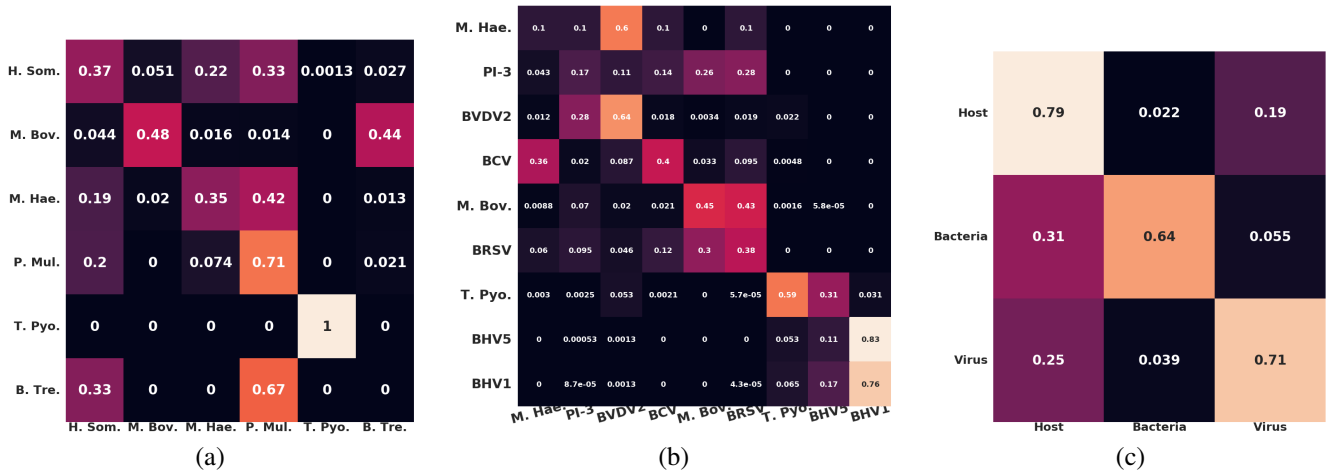 H. Som. 0.37 0.051 0.22 0.33 0.0013 0.027
M. Bov. 0.044 0.48 0.016 0.014 0 0.44
M. Hae. 0.19 0.02 0.35 0.42 0 0.013
P. Mul. 0.2 0 0.074 0.71 0 0.021
T. Pyo. 0 0 0 0 1 0
B. Tre. 0.33 0 0 0.67 0 0
H. Som. M. Bov. M. Hae. P. Mul. T. Pyo. B. Tre.
(a)
M. Hae. 0.1 0.1 0.6 0.1 0 0.1 0 0 0
PI-3 0.043 0.17 0.11 0.14 0.26 0.28 0 0 0
BVDV2 0.012 0.28 0.64 0.018 0.0034 0.019 0.022 0 0
BCV 0.36 0.02 0.087 0.4 0.033 0.095 0.0048 0 0
M. Bov. 0.0088 0.07 0.02 0.021 0.45 0.43 0.0016 5.8e-05 0
BRSV 0.06 0.095 0.046 0.12 0.3 0.38 0 0 0
T. Pyo. 0.003 0.0025 0.053 0.0021 0 5.7e-05 0.59 0.31 0.031
BHV5 0 0.00053 0.0013 0 0 0 0.053 0.11 0.83
BHV1 0 8.7e-05 0.0013 0 0 4.3e-05 0.065 0.17 0.76
M. Hae. PI-3 BVDV2 BCV M. Bov. BRSV T. Pyo. BHV5 BHV1
(b)
Host 0.79 0.022 0.19
Bacteria 0.31 0.64 0.055
Virus 0.25 0.039 0.71
Host Bacteria Virus
(c)